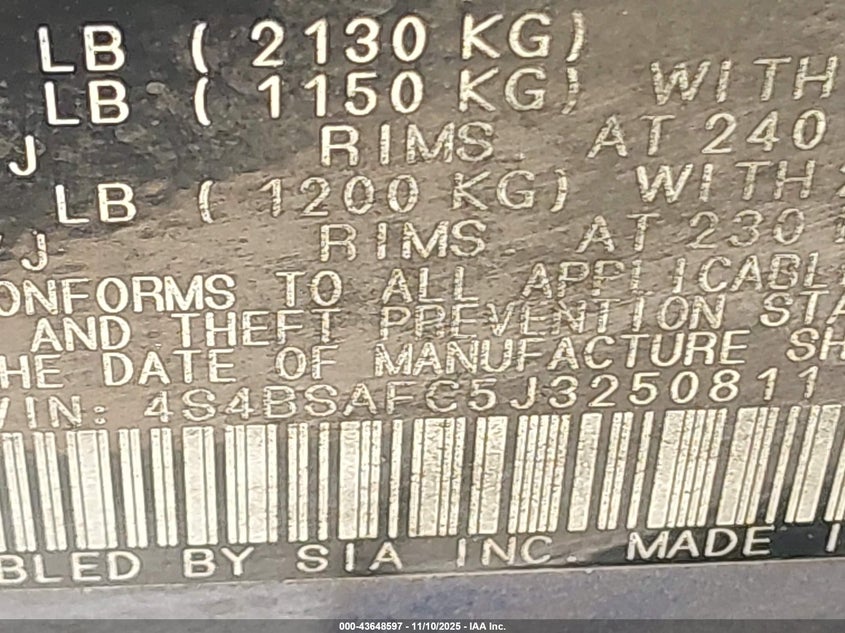 LB ( 2130 KG)
LB ( 1150 KG) WITH
J RIMS. AT 240
LB ( 1200 KG) WITH
J RIMS. AT 230
ONFORMS TO ALL APPLICABL
AND THEFT PREVENTION STA
HE DATE OF MANUFACTURE SH
VIN: 4S4BSAFC5J3250811
BLED BY SIA INC. MADE I
000-43648597 - 11/10/2025 - IAA Inc.